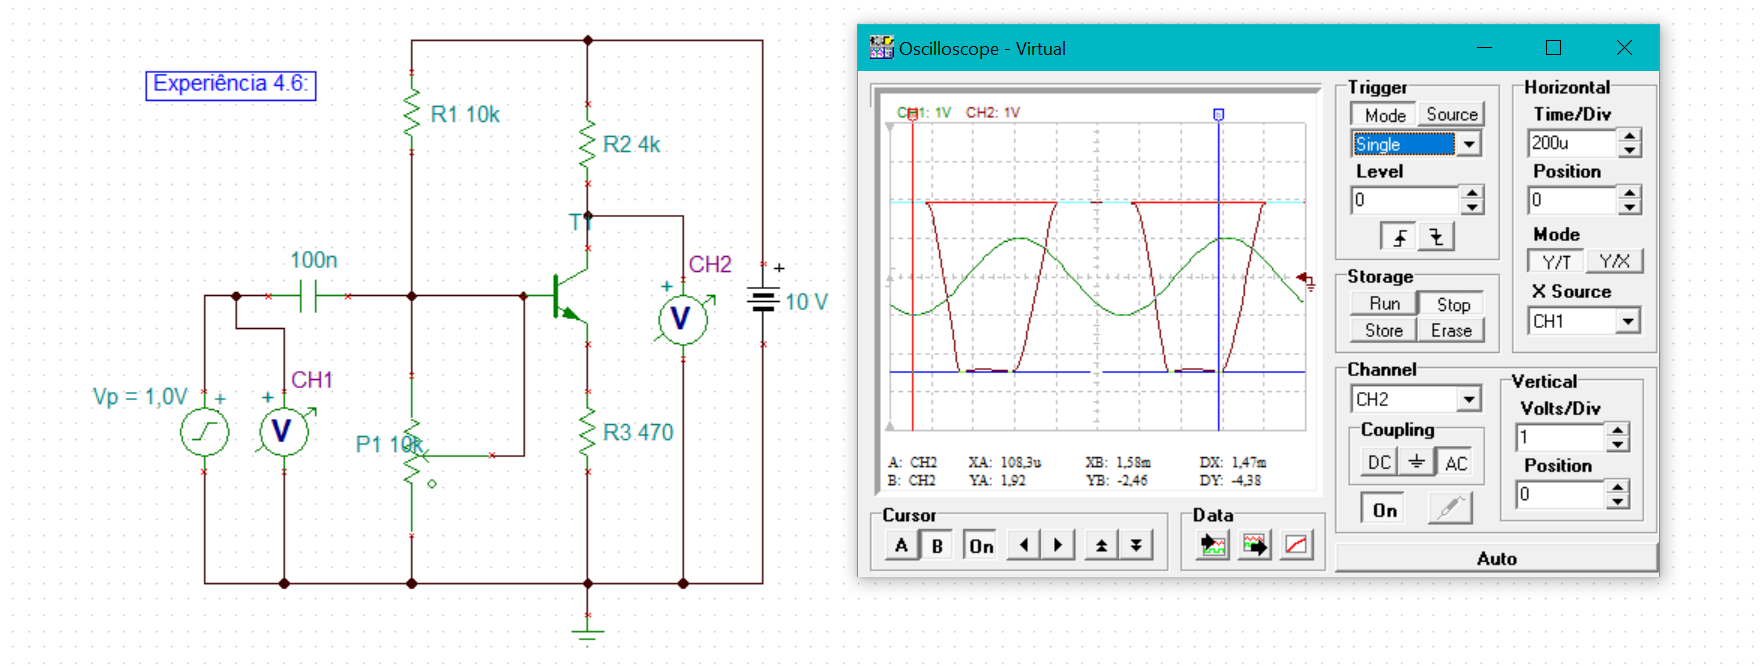 Experiência 4.6:
R1 10k
R2 4k
T1
100n
CH2
+
+
V
10 V
CH1
Vp = 1,0V
+
+
V
P1 10k
R3 470
Oscilloscope - Virtual
CH1: 1V CH2: 1V
A: CH2 XA: 108,3u XB: 1,58m DX: 1,47m
B: CH2 YA: 1,92 YB: -2,46 DY: -4,38
Cursor
A B On
Data
Trigger
Mode Source
Single
Level
0
Storage
Run Stop
Store Erase
Channel
CH2
Coupling
DC AC
On
Horizontal
Time/Div
200u
Position
0
Mode
Y/T Y/X
X Source
CH1
Vertical
Volts/Div
1
Position
0
Auto